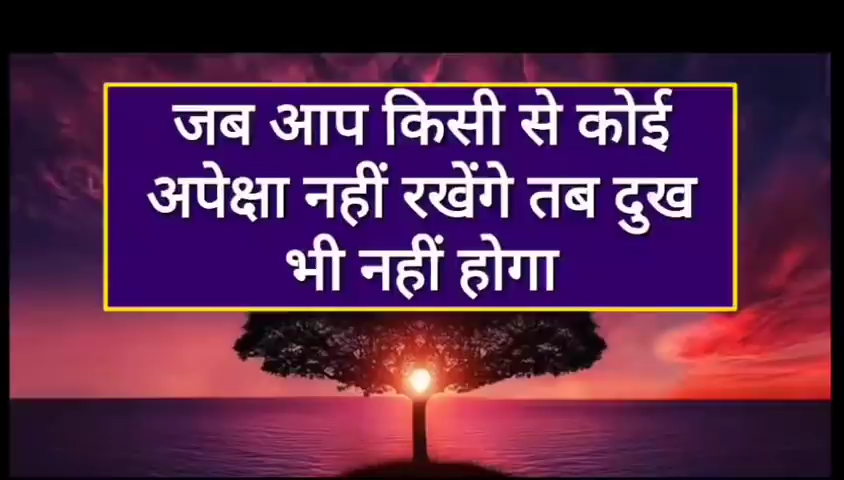 जब आप किसी से कोई
अपेक्षा नहीं रखेंगे तब दुख
भी नहीं होगा